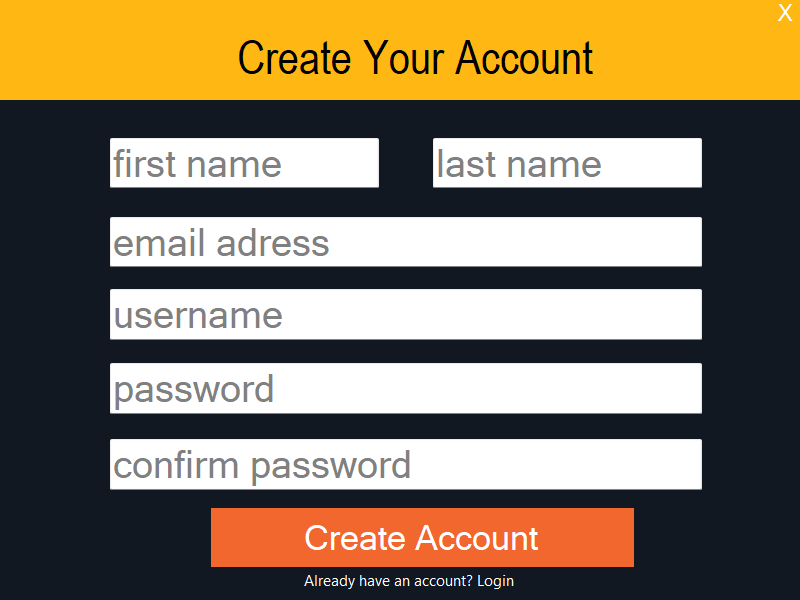 X
Create Your Account
first name last name
email adress
username
password
confirm password
Create Account
Already have an account? Login